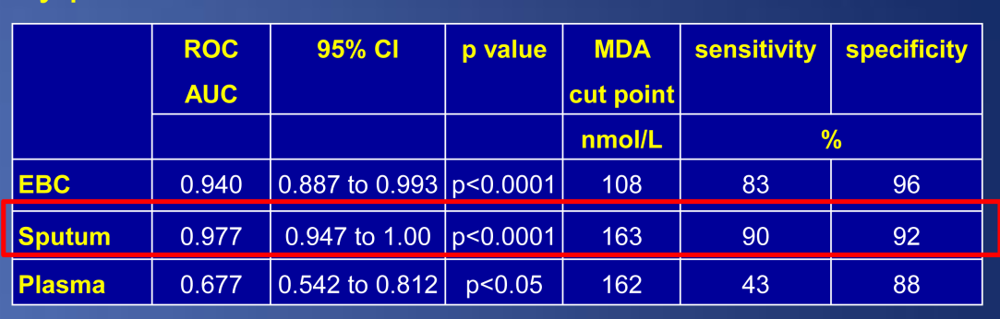 ROC AUC 95% CI p value MDA cut point sensitivity specificity
nmol/L %
EBC 0.940 0.887 to 0.993 p<0.0001 108 83 96
Sputum 0.977 0.947 to 1.00 p<0.0001 163 90 92
Plasma 0.677 0.542 to 0.812 p<0.05 162 43 88